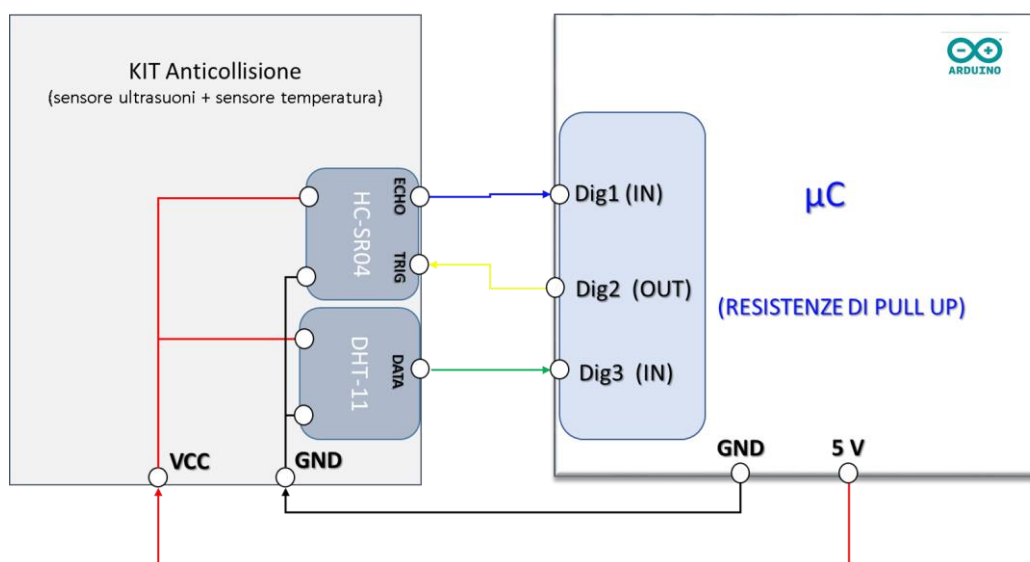 KIT Anticollisione
(sensore ultrasuoni + sensore temperatura)
HC-SR04
ECHO
TRIG
DHT-11
DATA
VCC
GND
ARDUINO
Dig1 (IN)
Dig2 (OUT)
Dig3 (IN)
µC
(RESISTENZE DI PULL UP)
GND
5 V